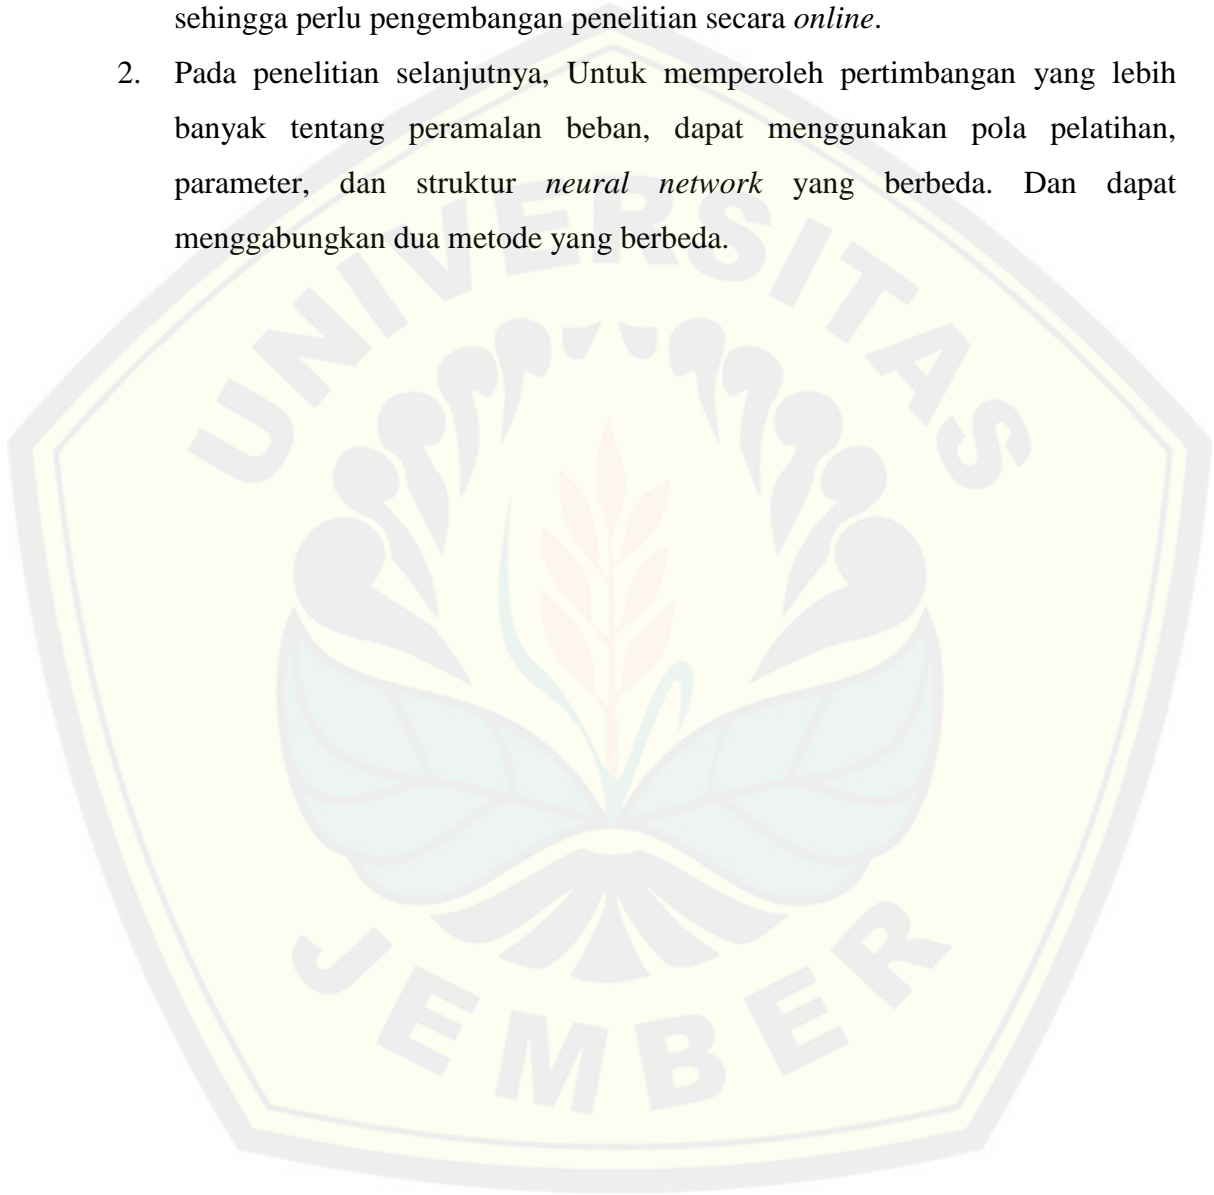 sehingga perlu pengembangan penelitian secara online.
2. Pada penelitian selanjutnya, Untuk memperoleh pertimbangan yang lebih
banyak tentang peramalan beban, dapat menggunakan pola pelatihan,
parameter, dan struktur neural network yang berbeda. Dan dapat
menggabungkan dua metode yang berbeda.
UNIVERSITAS
JEMBER